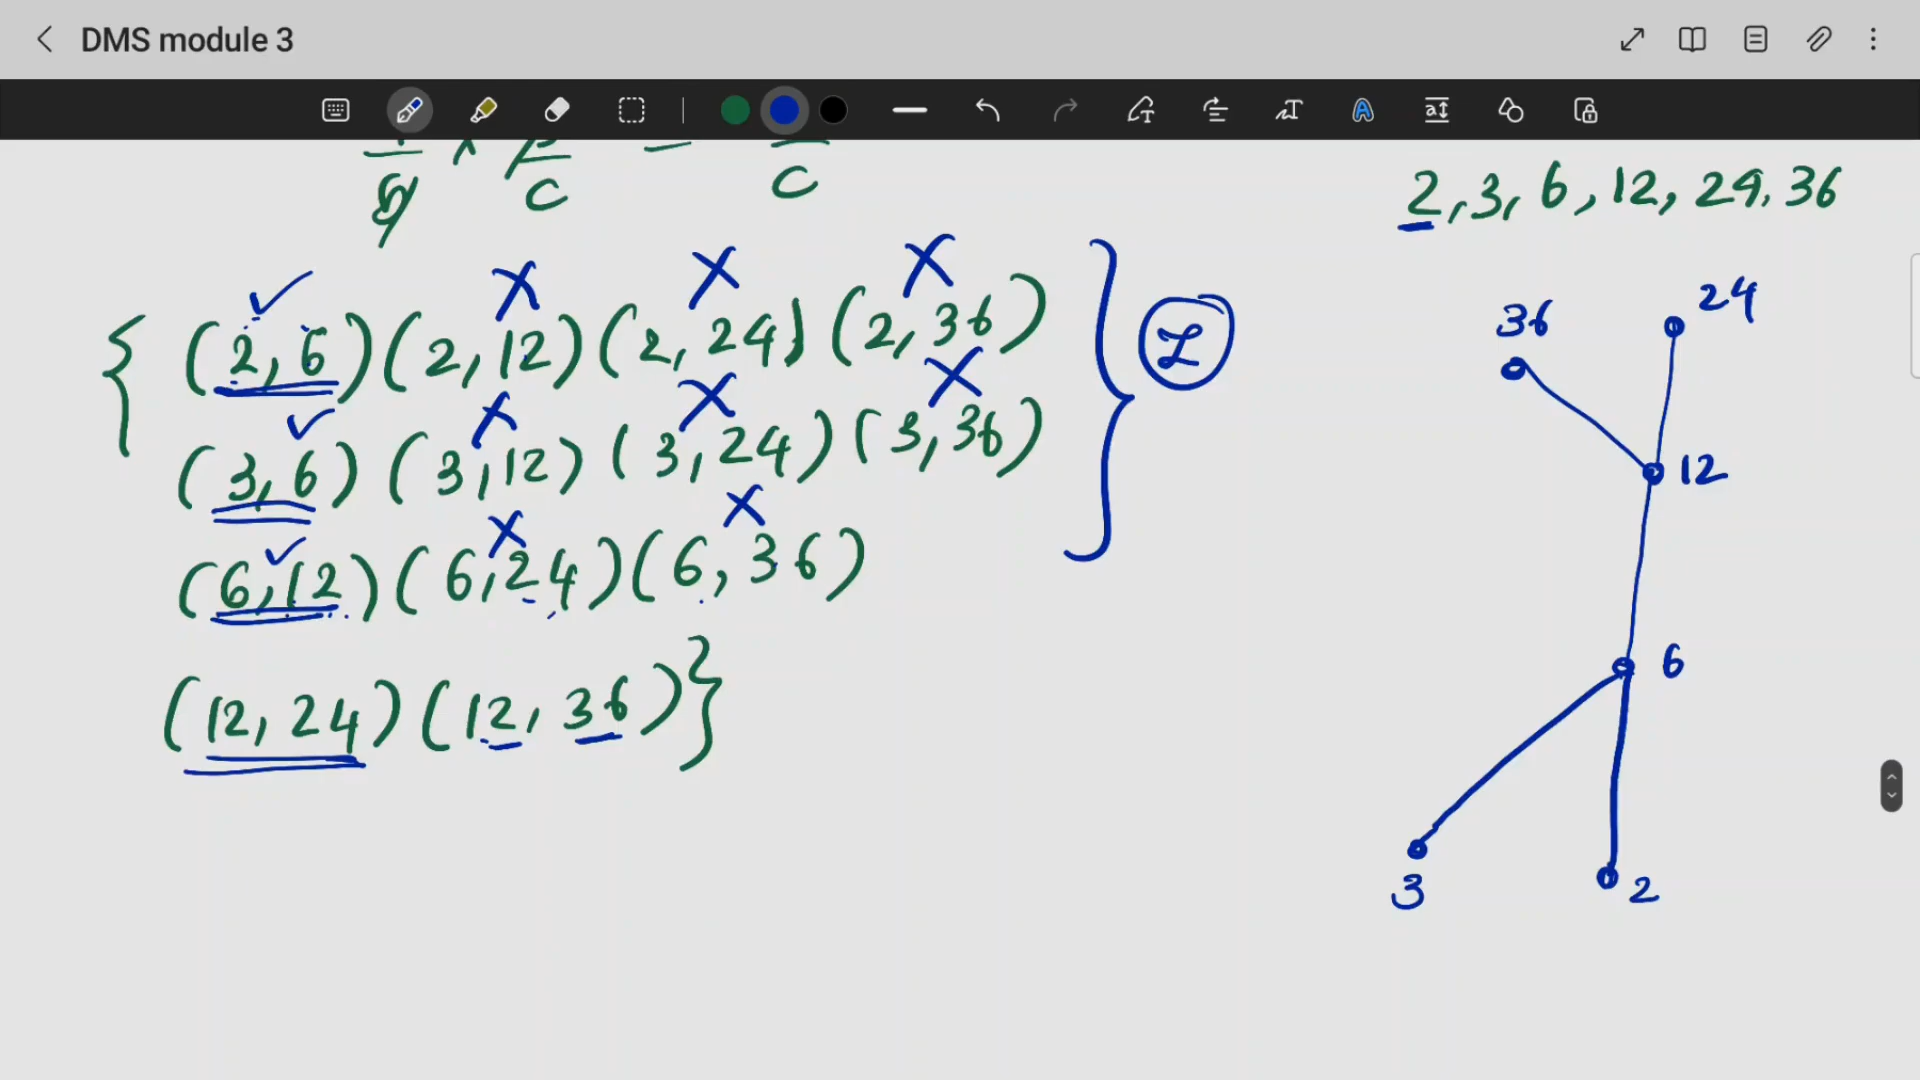 DMS module 3
c c
2, 3, 6, 12, 24, 36
{ (2, 6) (2, 12) (2, 24) (2, 36)
(3, 6) (3, 12) (3, 24) (3, 36)
(6, 12) (6, 24) (6, 36)
(12, 24) (12, 36) }
36
24
12
6
3
2